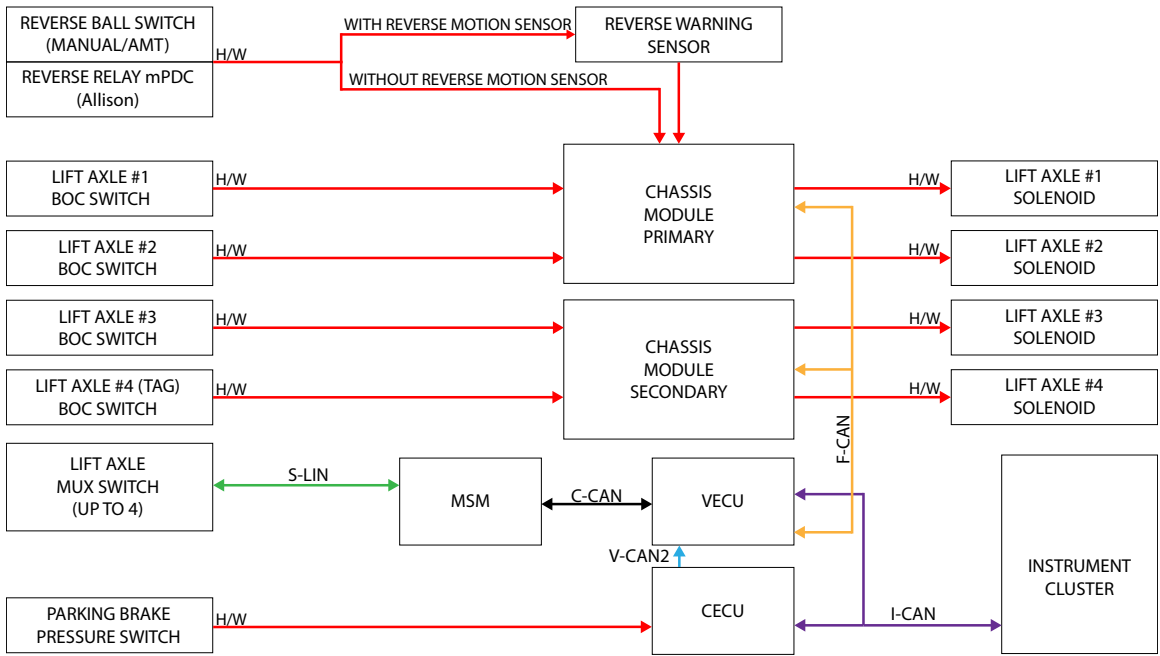 REVERSE BALL SWITCH
(MANUAL/AMT)
REVERSE RELAY mPDC
(Allison)
H/W
WITH REVERSE MOTION SENSOR
WITHOUT REVERSE MOTION SENSOR
REVERSE WARNING
SENSOR
LIFT AXLE #1
BOC SWITCH
H/W
LIFT AXLE #2
BOC SWITCH
H/W
CHASSIS
MODULE
PRIMARY
H/W
LIFT AXLE #1
SOLENOID
H/W
LIFT AXLE #2
SOLENOID
LIFT AXLE #3
BOC SWITCH
H/W
LIFT AXLE #4 (TAG)
BOC SWITCH
H/W
CHASSIS
MODULE
SECONDARY
H/W
LIFT AXLE #3
SOLENOID
H/W
LIFT AXLE #4
SOLENOID
F-CAN
LIFT AXLE
MUX SWITCH
(UP TO 4)
S-LIN
MSM
C-CAN
VECU
V-CAN2
PARKING BRAKE
PRESSURE SWITCH
H/W
CECU
I-CAN
INSTRUMENT
CLUSTER